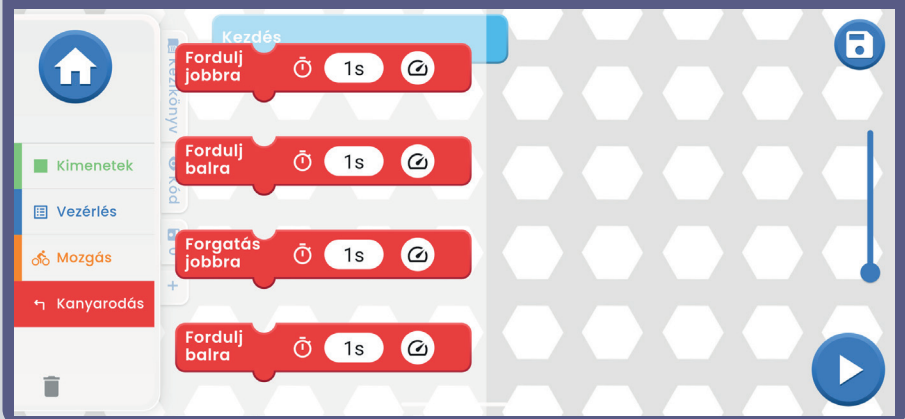 Kezdés
Fordulj
jobbra
1s
Kimenetek
Vezérlés
Mozgás
Kanyarodás
Kézikönyv
Kód
Fordulj
balra
1s
Forgatás
jobbra
1s
+
Fordulj
balra
1s